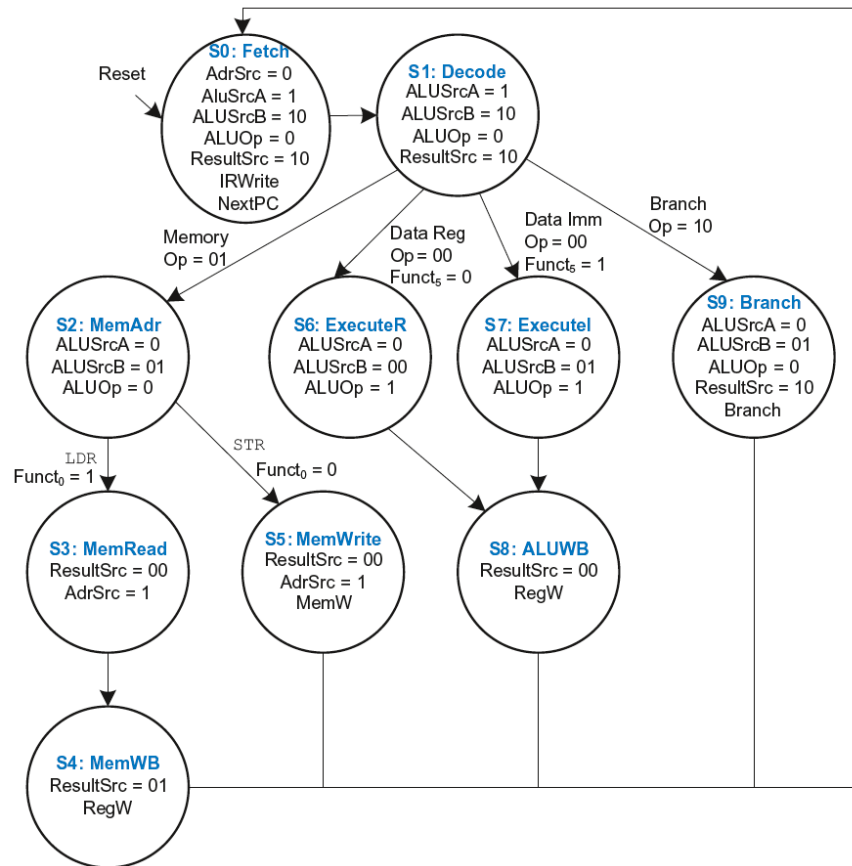 Reset
S0: Fetch
AdrSrc = 0
AluSrcA = 1
ALUSrcB = 10
ALUOp = 0
ResultSrc = 10
IRWrite
NextPC
S1: Decode
ALUSrcA = 1
ALUSrcB = 10
ALUOp = 0
ResultSrc = 10
Memory
Op = 01
Data Reg
Op = 00
Funct₅ = 0
Data Imm
Op = 00
Funct₅ = 1
Branch
Op = 10
S2: MemAdr
ALUSrcA = 0
ALUSrcB = 01
ALUOp = 0
S6: ExecuteR
ALUSrcA = 0
ALUSrcB = 00
ALUOp = 1
S7: ExecuteI
ALUSrcA = 0
ALUSrcB = 01
ALUOp = 1
S9: Branch
ALUSrcA = 0
ALUSrcB = 01
ALUOp = 0
ResultSrc = 10
Branch
LDR
Funct₀ = 1
STR
Funct₀ = 0
S3: MemRead
ResultSrc = 00
AdrSrc = 1
S5: MemWrite
ResultSrc = 00
AdrSrc = 1
MemW
S8: ALUWB
ResultSrc = 00
RegW
S4: MemWB
ResultSrc = 01
RegW